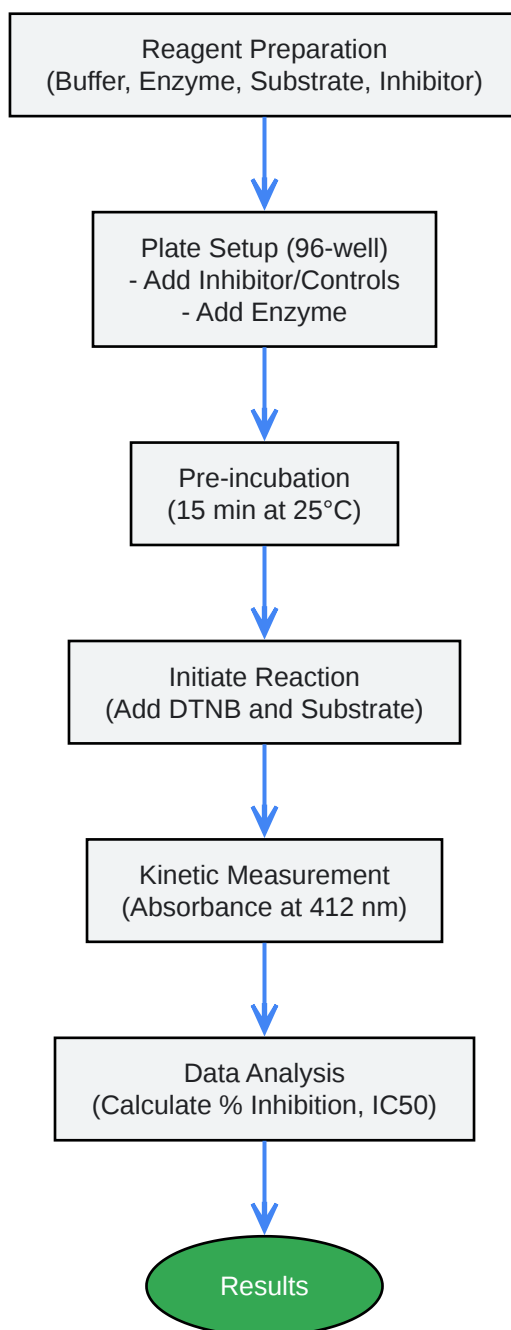 Reagent Preparation
(Buffer, Enzyme, Substrate, Inhibitor)
Plate Setup (96-well)
- Add Inhibitor/Controls
- Add Enzyme
Pre-incubation
(15 min at 25°C)
Initiate Reaction
(Add DTNB and Substrate)
Kinetic Measurement
(Absorbance at 412 nm)
Data Analysis
(Calculate % Inhibition, IC50)
Results